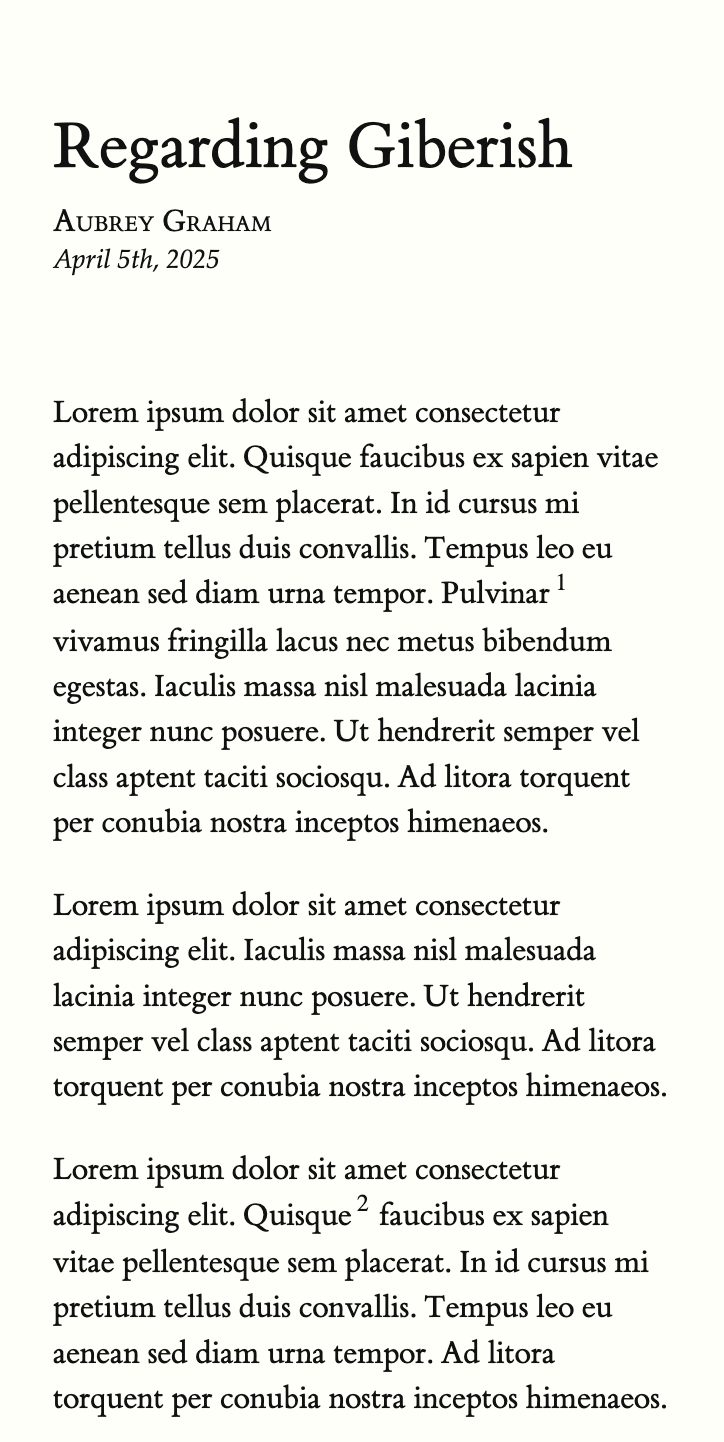 Regarding Giberish
Aubrey Graham
April 5th, 2025
Lorem ipsum dolor sit amet consectetur
adipiscing elit. Quisque faucibus ex sapien vitae
pellentesque sem placerat. In id cursus mi
pretium tellus duis convallis. Tempus leo eu
aenean sed diam urna tempor. Pulvinar 1
vivamus fringilla lacus nec metus bibendum
egestas. Iaculis massa nisl malesuada lacinia
integer nunc posuere. Ut hendrerit semper vel
class aptent taciti sociosqu. Ad litora torquent
per conubia nostra inceptos himenaeos.
Lorem ipsum dolor sit amet consectetur
adipiscing elit. Iaculis massa nisl malesuada
lacinia integer nunc posuere. Ut hendrerit
semper vel class aptent taciti sociosqu. Ad litora
torquent per conubia nostra inceptos himenaeos.
Lorem ipsum dolor sit amet consectetur
adipiscing elit. Quisque 2 faucibus ex sapien
vitae pellentesque sem placerat. In id cursus mi
pretium tellus duis convallis. Tempus leo eu
aenean sed diam urna tempor. Ad litora
torquent per conubia nostra inceptos himenaeos.